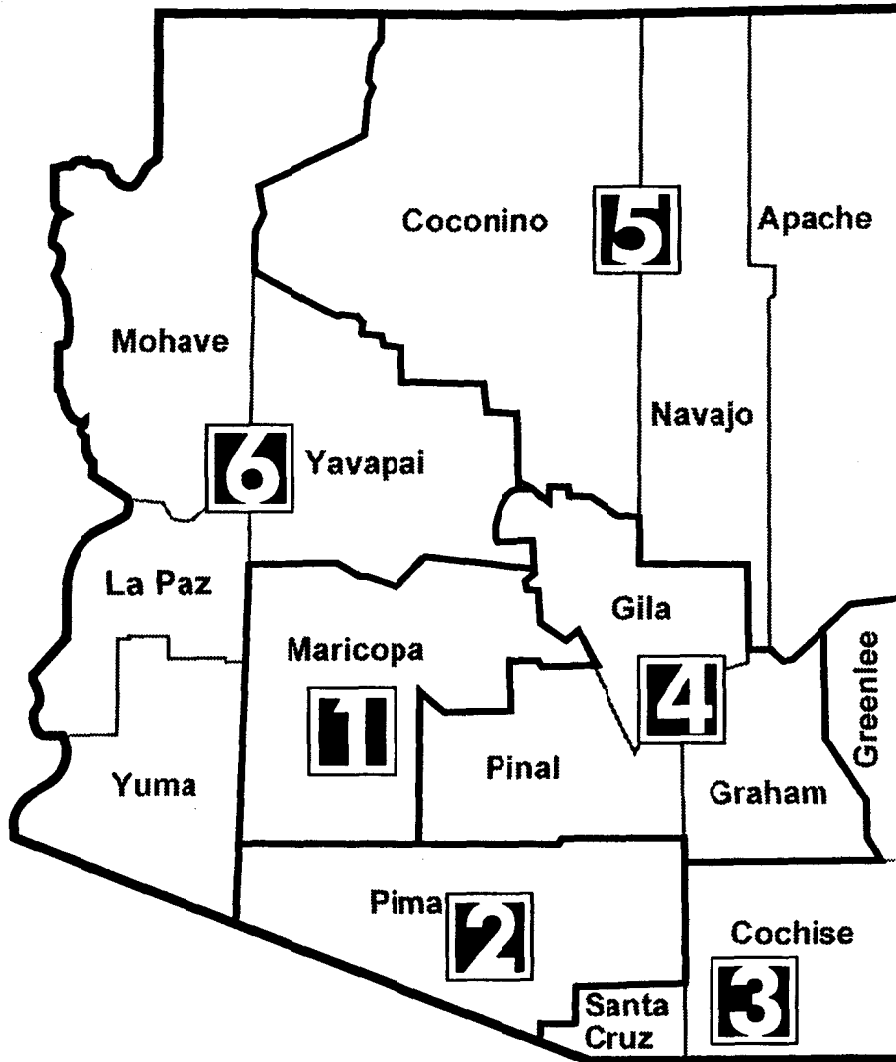 Coconino
5
Apache
Mohave
Navajo
6
Yavapai
La Paz
Gila
Maricopa
Greenlee
4
1
Pinal
Yuma
Graham
Pima
2
Cochise
3
Santa
Cruz